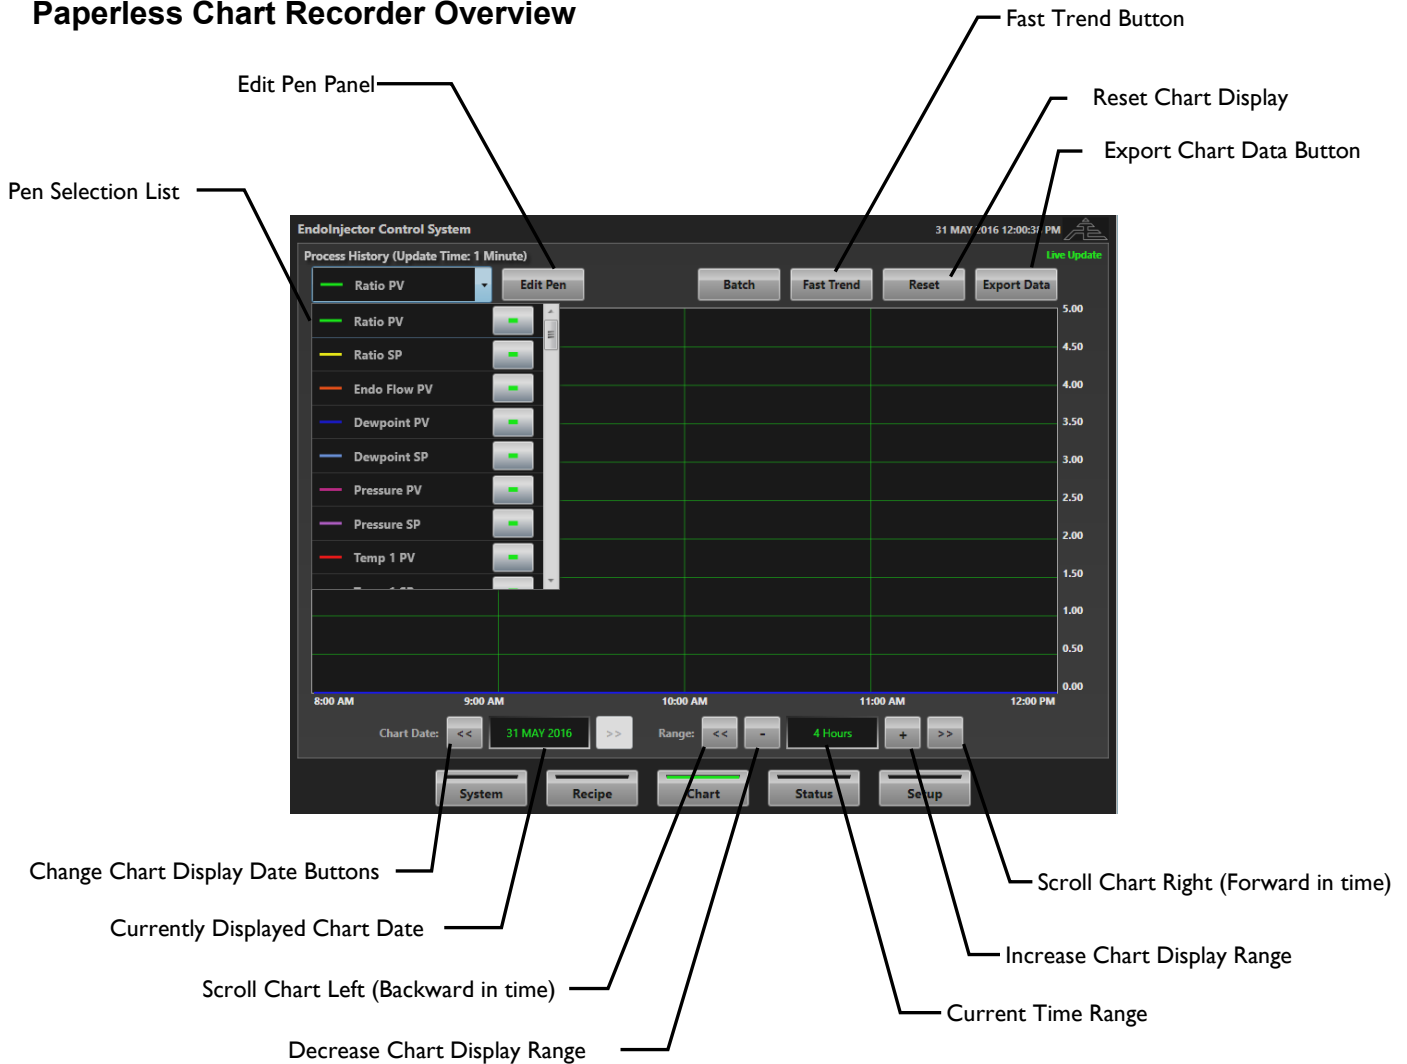 Paperless Chart Recorder Overview
Fast Trend Button
Edit Pen Panel
Reset Chart Display
Export Chart Data Button
Pen Selection List
EndoInjector Control System
31 MAY 2016 12:00:38 PM
Process History (Update Time: 1 Minute)
Live Update
Ratio PV
Edit Pen
Batch
Fast Trend
Reset
Export Data
Ratio PV
Ratio SP
Endo Flow PV
Dewpoint PV
Dewpoint SP
Pressure PV
Pressure SP
Temp 1 PV
5.00
4.50
4.00
3.50
3.00
2.50
2.00
1.50
1.00
0.50
0.00
8:00 AM
9:00 AM
10:00 AM
11:00 AM
12:00 PM
Chart Date:
<<
31 MAY 2016
>>
Range:
<<
-
4 Hours
+
>>
System
Recipe
Chart
Status
Setup
Change Chart Display Date Buttons
Scroll Chart Right (Forward in time)
Currently Displayed Chart Date
Increase Chart Display Range
Scroll Chart Left (Backward in time)
Current Time Range
Decrease Chart Display Range